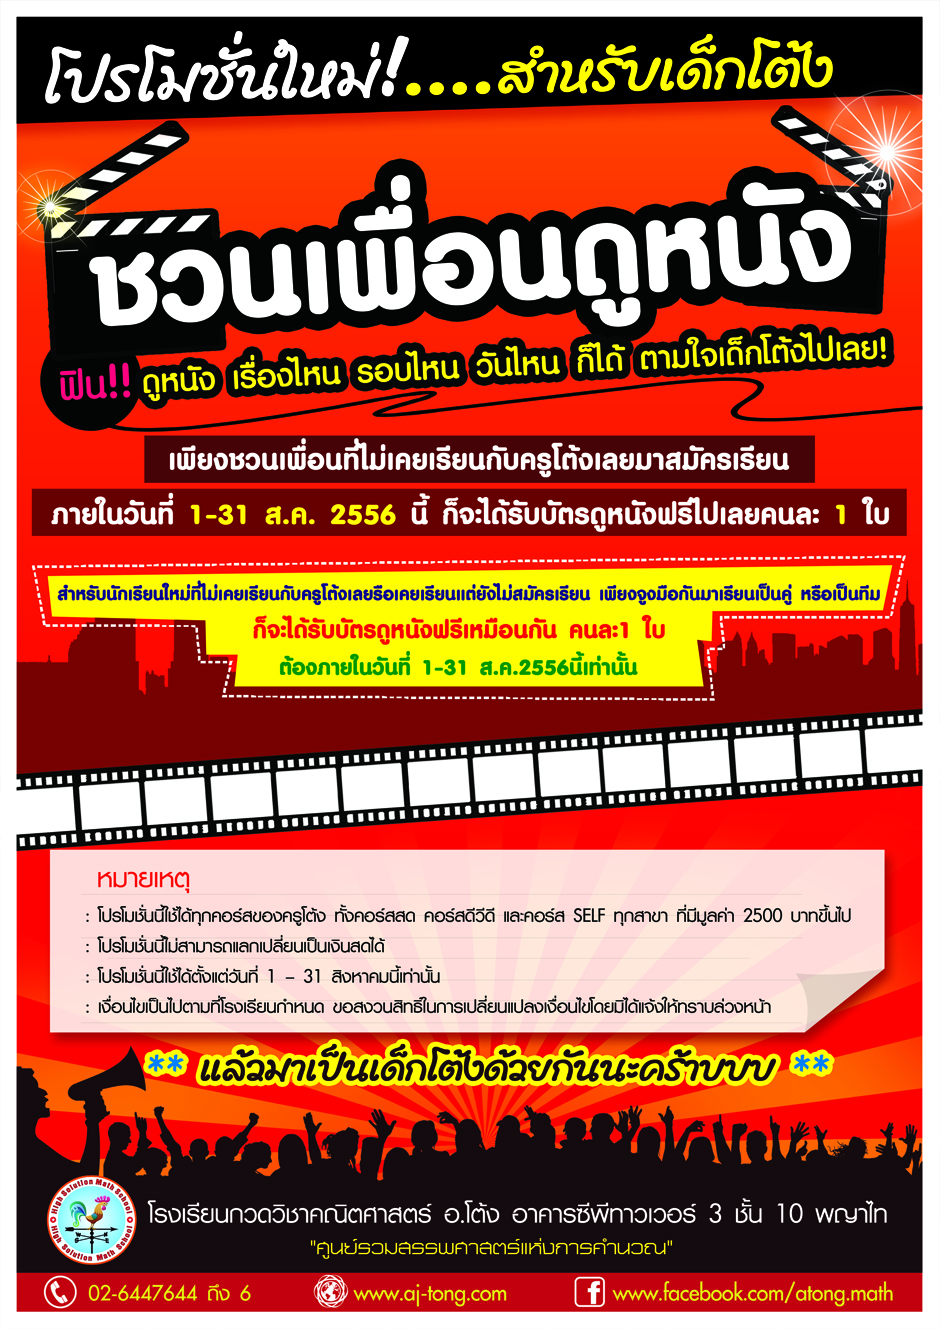 โปรโมชั่นใหม่!....สำหรับเด็กโต้ง
ชวนเพื่อนดูหนัง
ฟิน!! ดูหนัง เรื่องไหน รอบไหน วันไหน ก็ได้ ตามใจเด็กโต้งไปเลย!
เพียงชวนเพื่อนที่ไม่เคยเรียนกับครูโต้งเลยมาสมัครเรียน
ภายในวันที่ 1-31 ส.ค. 2556 นี้ ก็จะได้รับบัตรดูหนังฟรีไปเลยคนละ 1 ใบ
สำหรับนักเรียนใหม่ที่ไม่เคยเรียนกับครูโต้งเลยรึอเคยเรียนแต่ยังไม่สมัครเรียน เพียงจูงมือกันมาเรียนเป็นคู่ หรือเป็นทีม
ก็จะได้รับบัตรดูหนังฟรีเหมือนกัน คนละ1 ใบ
ต้องภายในวันที่ 1-31 ส.ค.2556นี้เท่านั้น
หมายเหตุ
: โปรโมชั่นนี้ใช้ได้ทุกคอร์สของครูโต้ง ทั้งคอร์สสด คอร์สดีวีดี และคอร์ส SELF ทุกสาขา ที่มีมูลค่า 2500 บาทขึ้นไป
: โปรโมชั่นนี้ไม่สามารถแลกเปลี่ยนเป็นเงินสดได้
: โปรโมชั่นนี้ใช้ได้ตั้งแต่วันที่ 1 – 31 สิงหาคมนี้เท่านั้น
: เงื่อนไขเป็นไปตามที่โรงเรียนกำหนด ขอสงวนสิทธิ์ในการเปลี่ยนแปลงเงื่อนไขโดยมิได้แจ้งให้ทราบล่วงหน้า
** แล้วมาเป็นเด็กโต้งด้วยกันนะคร้าบบบ **
High Solution Math School
High Solution Math School
โรงเรียนกวดวิชาคณิตศาสตร์ อ.โต้ง อาคารซีพีทาวเวอร์ 3 ชั้น 10 พญาไท
"ศูนย์รวมสรรพศาสตร์แห่งการคำนวณ"
02-6447644 ถึง 6
www.aj-tong.com
www.facebook.com/atong.math